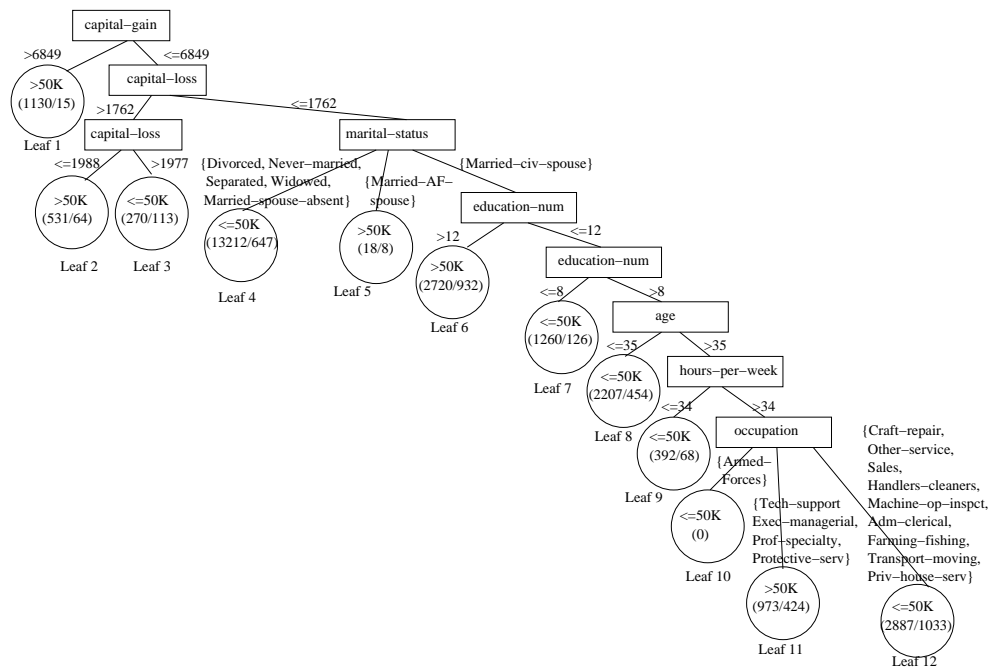 capital−gain
>6849
<=6849
>50K
(1130/15)
Leaf 1
capital−loss
>1762
<=1762
capital−loss
<=1988
>1977
>50K
(531/64)
Leaf 2
<=50K
(270/113)
Leaf 3
marital−status
{Divorced, Never−married,
Separated, Widowed,
Married−spouse−absent}
{Married−AF−
spouse}
{Married−civ−spouse}
<=50K
(13212/647)
Leaf 4
>50K
(18/8)
Leaf 5
education−num
>12
<=12
>50K
(2720/932)
Leaf 6
education−num
<=8
>8
<=50K
(1260/126)
Leaf 7
age
<=35
>35
<=50K
(2207/454)
Leaf 8
hours−per−week
<=34
>34
<=50K
(392/68)
Leaf 9
occupation
{Armed−
Forces}
<=50K
(0)
Leaf 10
{Tech−support
Exec−managerial,
Prof−specialty,
Protective−serv}
>50K
(973/424)
Leaf 11
{Craft−repair,
Other−service,
Sales,
Handlers−cleaners,
Machine−op−inspct,
Adm−clerical,
Farming−fishing,
Transport−moving,
Priv−house−serv}
<=50K
(2887/1033)
Leaf 12